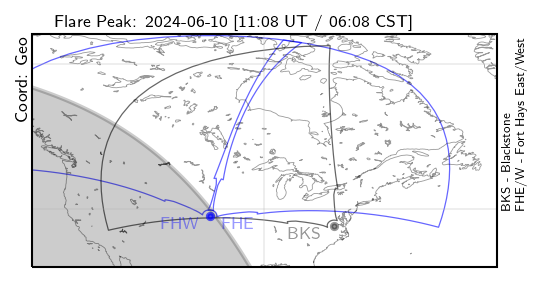 Flare Peak: 2024-06-10 [11:08 UT / 06:08 CST]
Coord: Geo
FHW
FHE
BKS
BKS - Blackstone
FHE/W - Fort Hays East/West